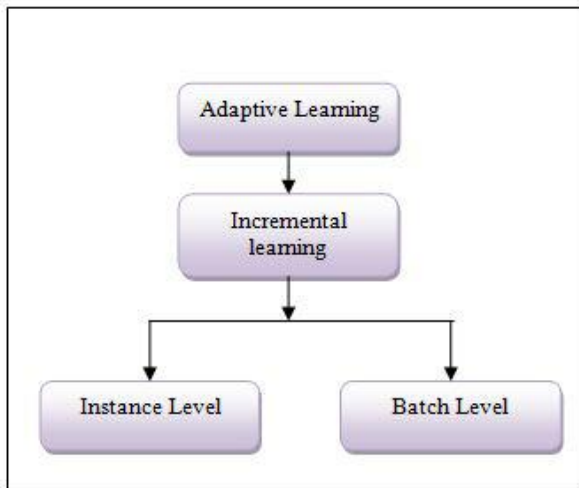 Adaptive Learning
Incremental
learning
Instance Level
Batch Level